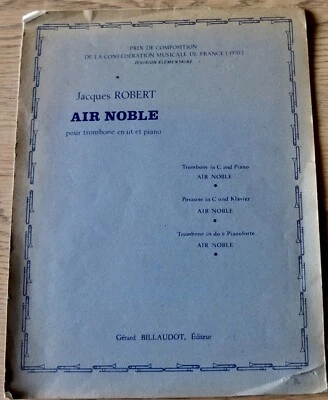 PRIX DE COMPOSITION
DE LA CONFÉDÉRATION MUSICALE DE FRANCE (1970)
DIVISION ÉLÉMENTAIRE
Jacques ROBERT
AIR NOBLE
pour trombone en ut et piano
Trombone in C and Piano
AIR NOBLE
Posaune in C und Klavier
AIR NOBLE
Trombone in do e Pianoforte
AIR NOBLE
Gérard BILLAUDOT, Éditeur